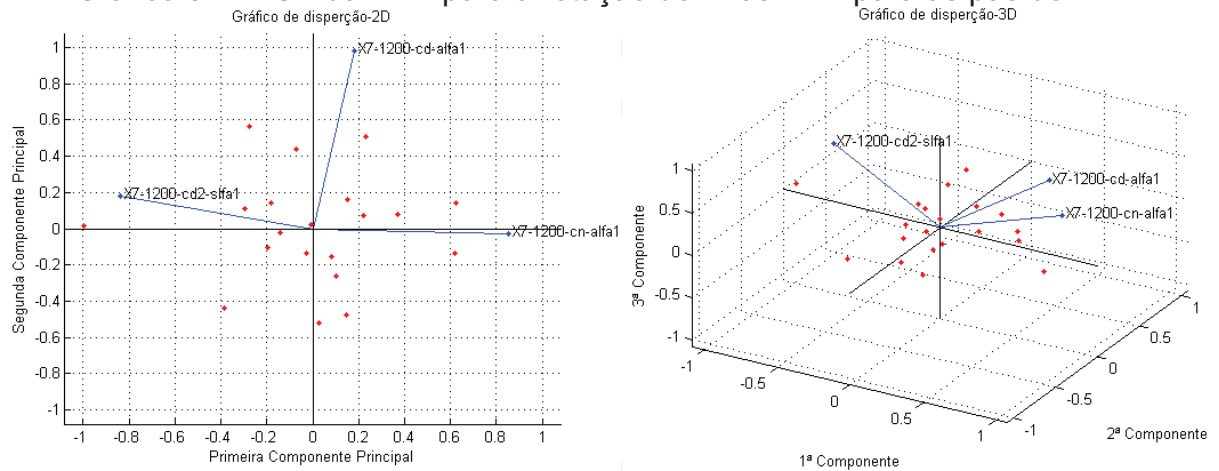 Gráfico de disperção-2D
X7-1200-cd-alfa1
X7-1200-cd2-slfa1
X7-1200-cn-alfa1
1
0.8
0.6
0.4
0.2
0
-0.2
-0.4
-0.6
-0.8
-1
-1 -0.8 -0.6 -0.4 -0.2 0 0.2 0.4 0.6 0.8 1
Segunda Componente Principal
Primeira Componente Principal
Gráfico de disperção-3D
X7-1200-cd2-slfa1
X7-1200-cd-alfa1
X7-1200-cn-alfa1
1
0.5
0
-0.5
-1
3ª Componente
-1 -0.5 0 0.5 1
1ª Componente
-1 -0.5 0 0.5 1
2ª Componente